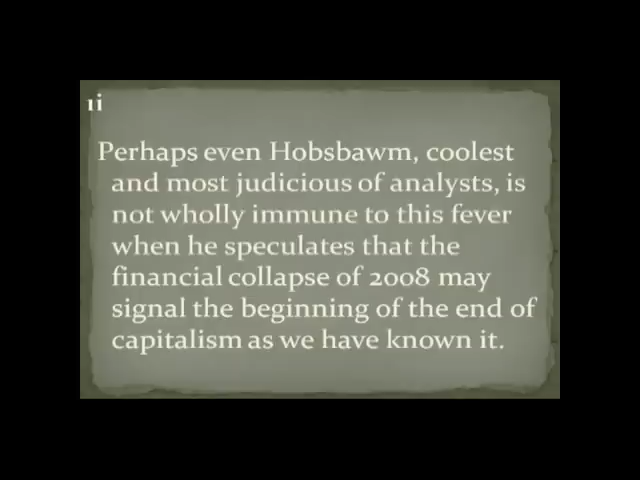 1i
Perhaps even Hobsbawm, coolest
and most judicious of analysts, is
not wholly immune to this fever
when he speculates that the
financial collapse of 2008 may
signal the beginning of the end of
capitalism as we have known it.